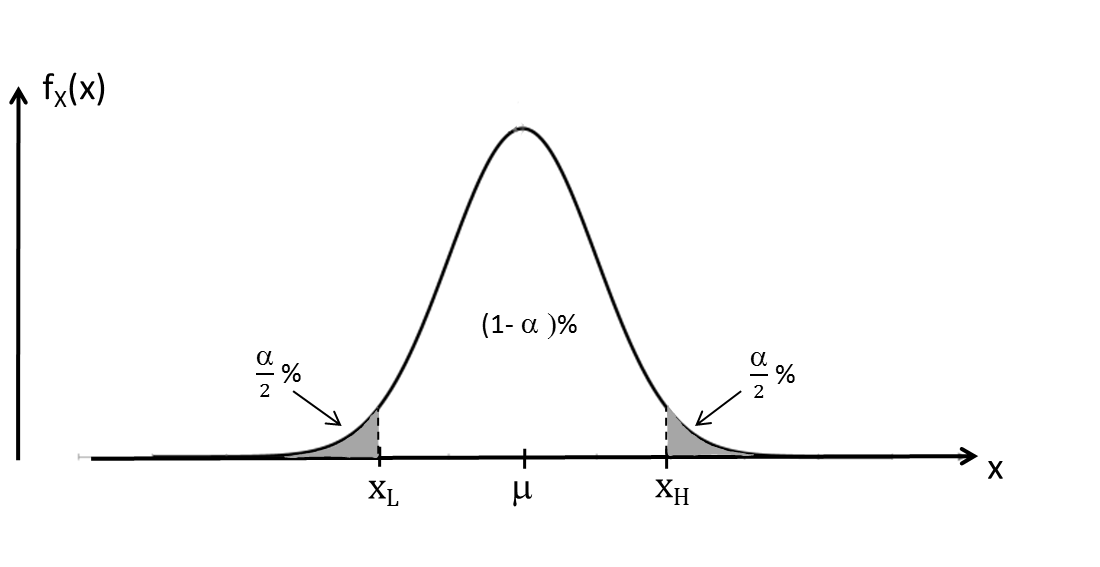 fX(x)
(1- α )%
α/2 %
α/2 %
xL
μ
xH
x